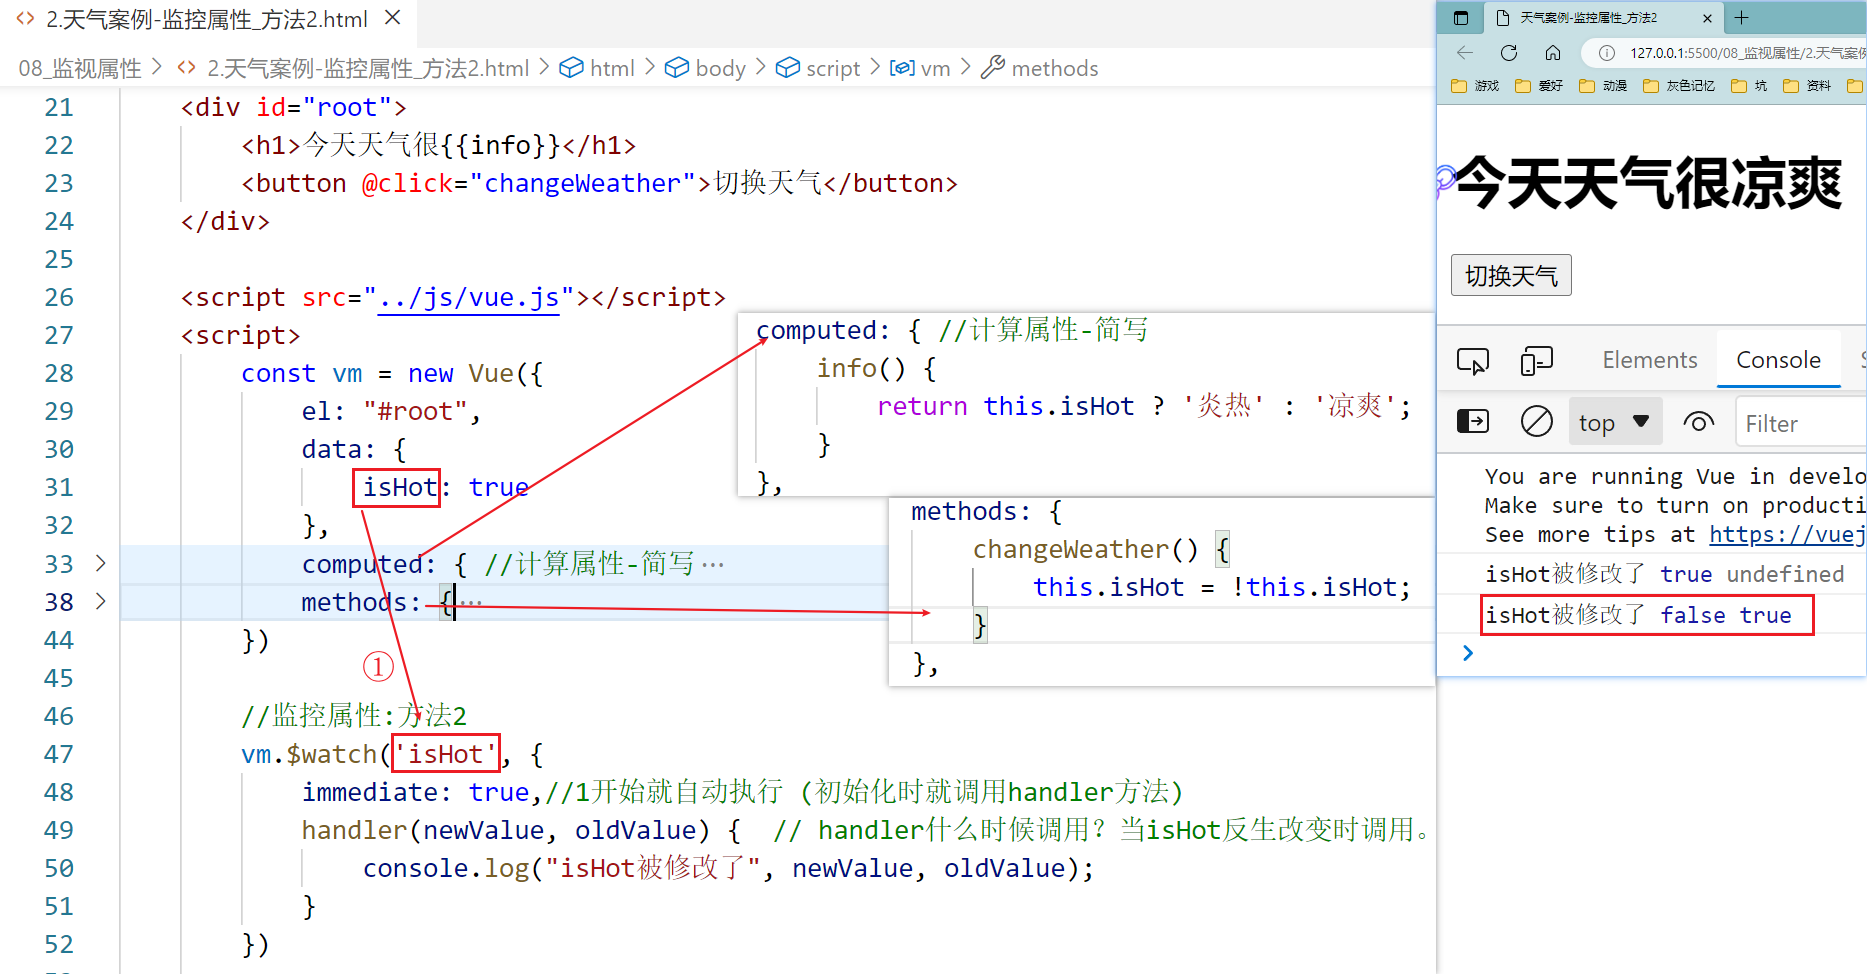 2.天气案例-监控属性_方法2.html
08_监视属性 > 2.天气案例-监控属性_方法2.html > html > body > script > vm > methods
21 <div id="root">
22 <h1>今天天气很{{info}}</h1>
23 <button @click="changeWeather">切换天气</button>
24 </div>
25
26 <script src="../js/vue.js"></script>
27 <script>
28 const vm = new Vue({
29 el: "#root",
30 data: {
31 isHot: true
32 },
33 computed: { //计算属性-简写…
38 methods: {…
44 })
45
①
46 //监控属性:方法2
47 vm.$watch('isHot', {
48 immediate: true,//1开始就自动执行 (初始化时就调用handler方法)
49 handler(newValue, oldValue) { // handler什么时候调用? 当isHot反生改变时调用。
50 console.log("isHot被修改了", newValue, oldValue);
51 }
52 })
computed: { //计算属性-简写
info() {
return this.isHot ? '炎热' : '凉爽';
}
},
methods: {
changeWeather() {
this.isHot = !this.isHot;
}
},
天气案例-监控属性_方法2
127.0.0.1:5500/08_监视属性/2.天气案例
游戏 爱好 动漫 灰色记忆 坑 资料
今天天气很凉爽
切换天气
Elements Console
top Filter
You are running Vue in develo
Make sure to turn on producti
See more tips at https://vuej
isHot被修改了 true undefined
isHot被修改了 false true